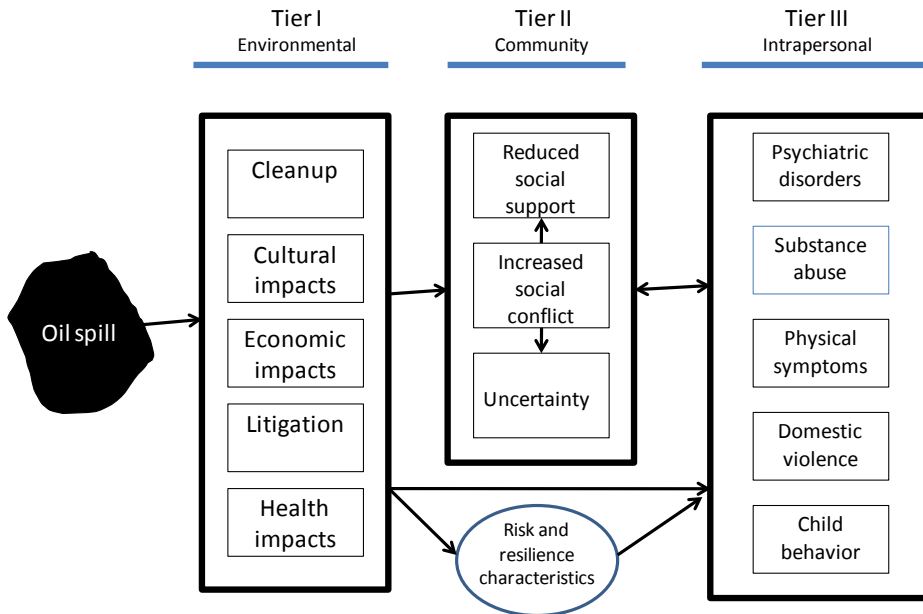 Tier I
Environmental
Tier II
Community
Tier III
Intrapersonal
Oil spill
Cleanup
Cultural
impacts
Economic
impacts
Litigation
Health
impacts
Reduced
social
support
Increased
social
conflict
Uncertainty
Risk and
resilience
characteristics
Psychiatric
disorders
Substance
abuse
Physical
symptoms
Domestic
violence
Child
behavior